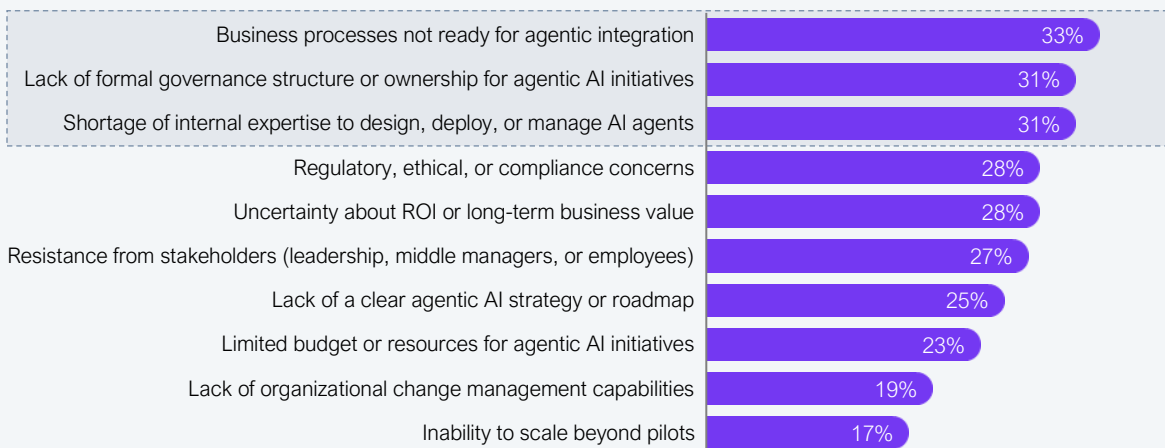 Business processes not ready for agentic integration 33%
Lack of formal governance structure or ownership for agentic AI initiatives 31%
Shortage of internal expertise to design, deploy, or manage AI agents 31%
Regulatory, ethical, or compliance concerns 28%
Uncertainty about ROI or long-term business value 28%
Resistance from stakeholders (leadership, middle managers, or employees) 27%
Lack of a clear agentic AI strategy or roadmap 25%
Limited budget or resources for agentic AI initiatives 23%
Lack of organizational change management capabilities 19%
Inability to scale beyond pilots 17%